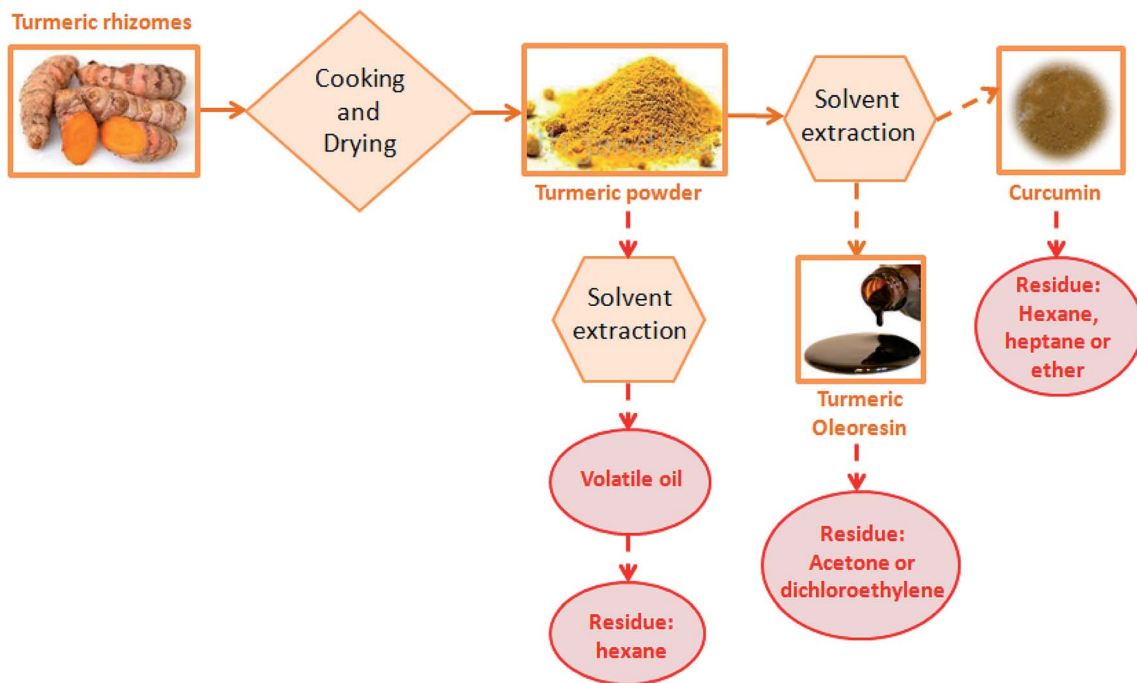 Turmeric rhizomes
Cooking
and
Drying
Turmeric powder
Solvent
extraction
Curcumin
Residue:
Hexane,
heptane or
ether
Turmeric
Oleoresin
Residue:
Acetone or
dichloroethylene
Solvent
extraction
Volatile oil
Residue:
hexane